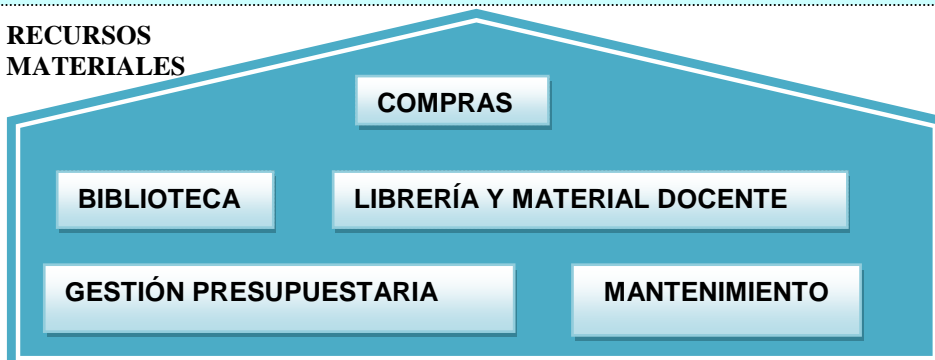 RECURSOS
MATERIALES
COMPRAS
BIBLIOTECA
LIBRERÍA Y MATERIAL DOCENTE
GESTIÓN PRESUPUESTARIA
MANTENIMIENTO